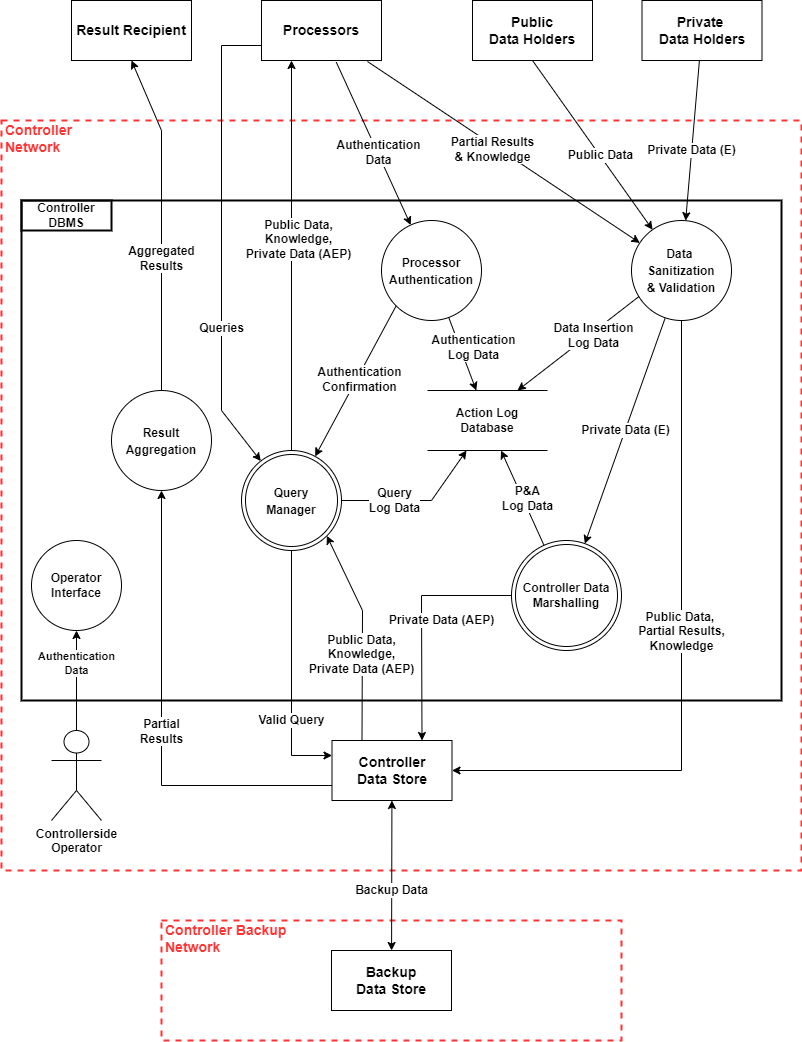 Result Recipient
Processors
Public
Data Holders
Private
Data Holders
Controller
Network
Authentication
Data
Partial Results
& Knowledge
Public Data
Private Data (E)
Controller
DBMS
Public Data,
Knowledge,
Private Data (AEP)
Aggregated
Results
Processor
Authentication
Data
Sanitization
& Validation
Queries
Authentication
Log Data
Data Insertion
Log Data
Authentication
Confirmation
Action Log
Database
Private Data (E)
Result
Aggregation
Query
Manager
Query
Log Data
P&A
Log Data
Operator
Interface
Controller Data
Marshalling
Private Data (AEP)
Public Data,
Partial Results,
Knowledge
Public Data,
Knowledge,
Private Data (AEP)
Authentication
Data
Partial
Results
Valid Query
Controller
Data Store
Controllerside
Operator
Backup Data
Controller Backup
Network
Backup
Data Store